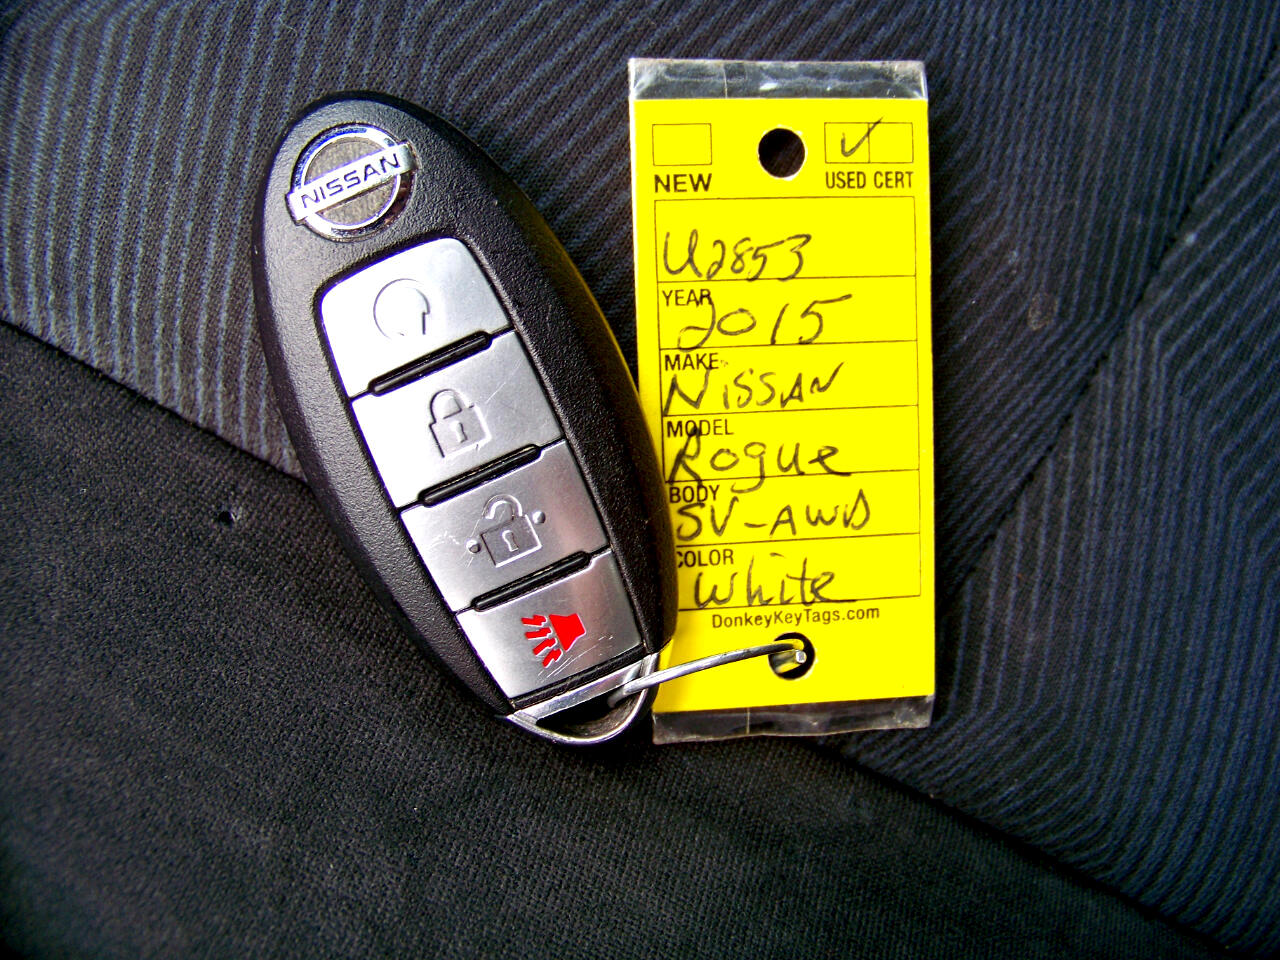 NISSAN
NEW
USED CERT
U2853
YEAR
2015
MAKE
NISSAN
MODEL
Rogue
BODY
SV-AWD
COLOR
White
DonkeyKeyTags.com